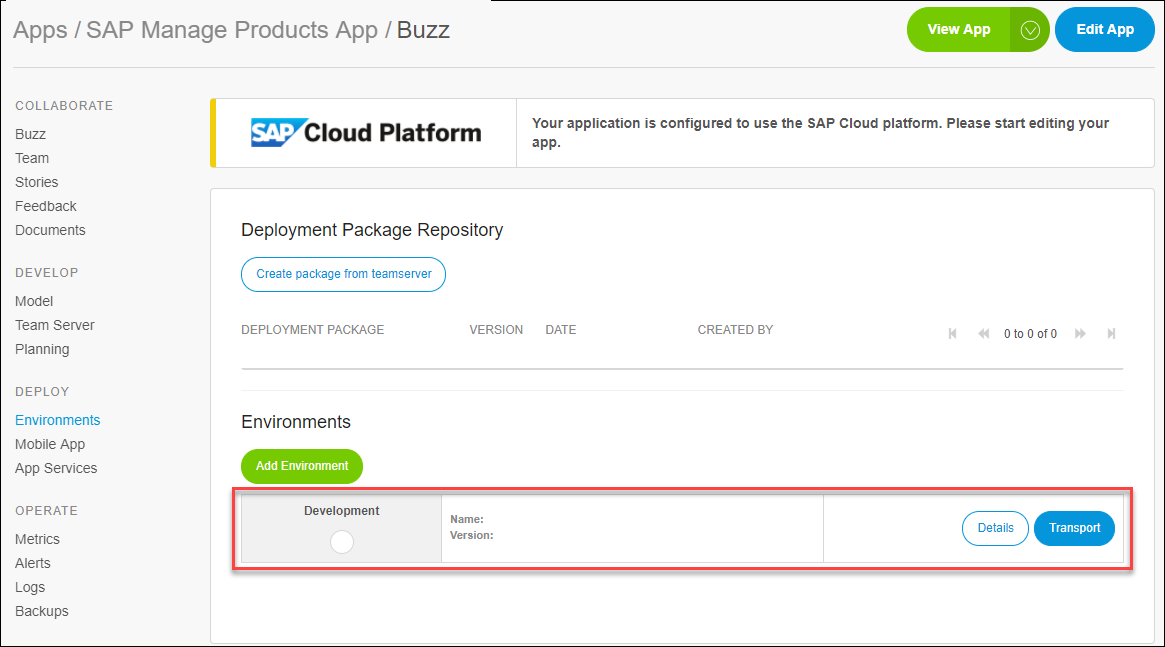 Apps / SAP Manage Products App / Buzz
View App
Edit App
COLLABORATE
Buzz
Team
Stories
Feedback
Documents
DEVELOP
Model
Team Server
Planning
DEPLOY
Environments
Mobile App
App Services
OPERATE
Metrics
Alerts
Logs
Backups
SAP Cloud Platform
Your application is configured to use the SAP Cloud platform. Please start editing your
app.
Deployment Package Repository
Create package from teamserver
DEPLOYMENT PACKAGE VERSION DATE CREATED BY 0 to 0 of 0
Environments
Add Environment
Development
Name:
Version:
Details
Transport